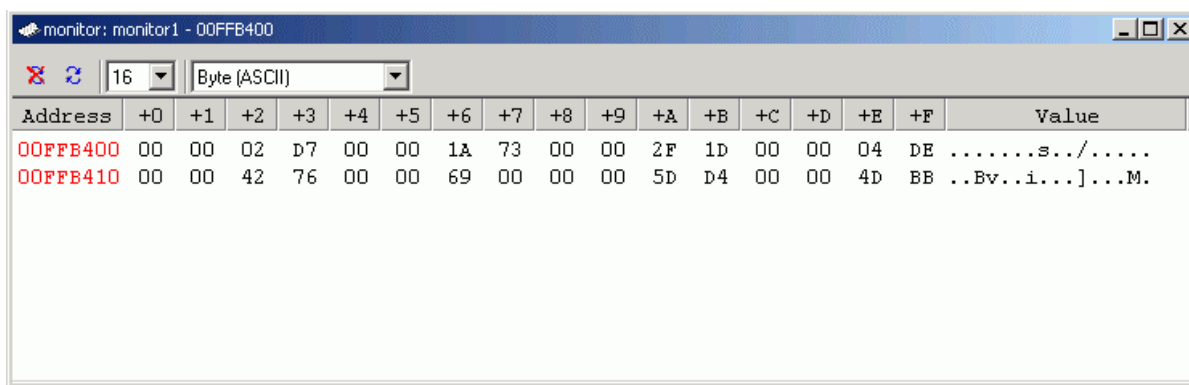 monitor: monitor1 - 00FFB400
16 Byte (ASCII)
Address +0 +1 +2 +3 +4 +5 +6 +7 +8 +9 +A +B +C +D +E +F Value
00FFB400 00 00 02 D7 00 00 1A 73 00 00 2F 1D 00 00 04 DE .......s../.....
00FFB410 00 00 42 76 00 00 69 00 00 00 5D D4 00 00 4D BB ..Bv..i...]...M.